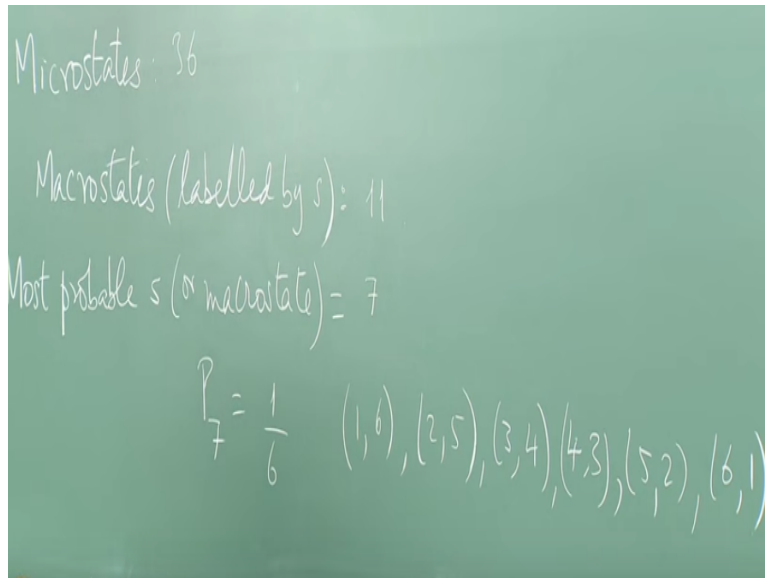 Microstates : 36
Macrostates (labelled by s) = 11
Most probable s (or macrostate) = 7
P_7 = 1/6 (1,6), (2,5), (3,4), (4,3), (5,2), (6,1)